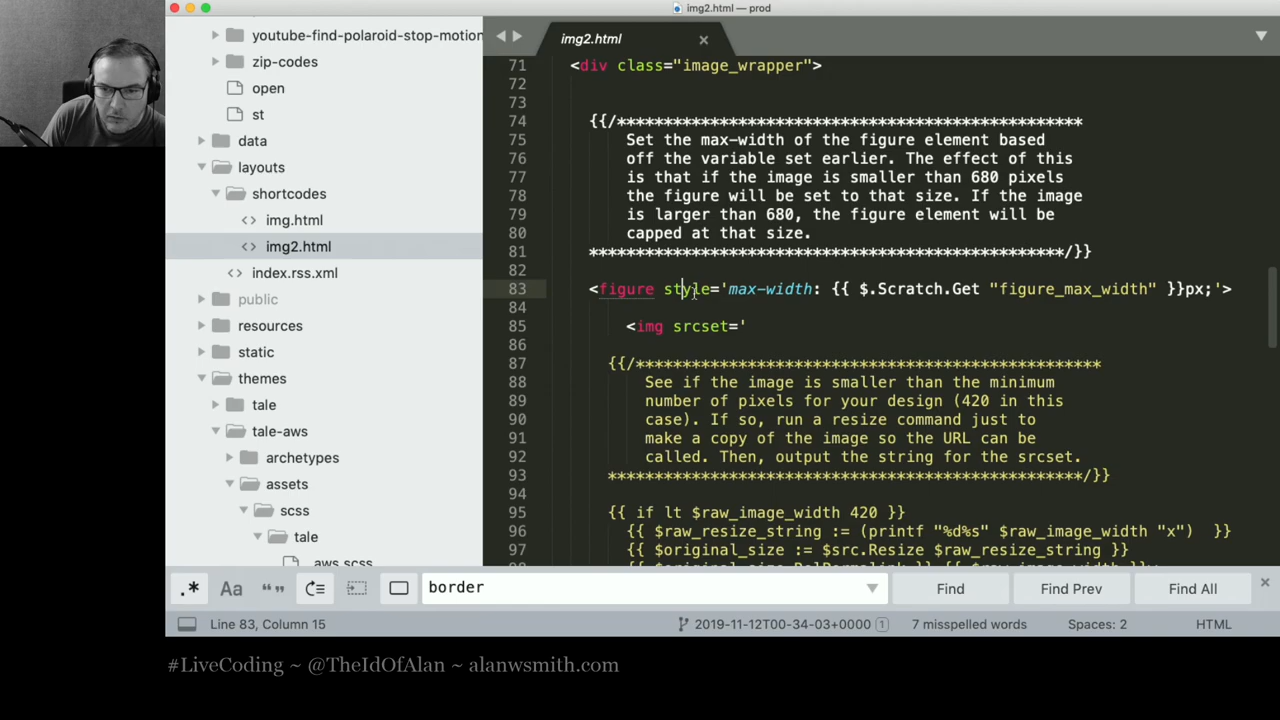 img2.html — prod
youtube-find-polaroid-stop-motion
zip-codes
open
st
data
layouts
shortcodes
img.html
img2.html
index.rss.xml
public
resources
static
themes
tale
tale-aws
archetypes
assets
scss
tale
aws.scss
img2.html
71 <div class="image_wrapper">
72
73
74 {{/**************************************************
75 Set the max-width of the figure element based
76 off the variable set earlier. The effect of this
77 is that if the image is smaller than 680 pixels
78 the figure will be set to that size. If the image
79 is larger than 680, the figure element will be
80 capped at that size.
81 ***************************************************/}}
82
83 <figure style='max-width: {{ $.Scratch.Get "figure_max_width" }}px;'>
84
85 <img srcset='
86
87 {{/**************************************************
88 See if the image is smaller than the minimum
89 number of pixels for your design (420 in this
90 case). If so, run a resize command just to
91 make a copy of the image so the URL can be
92 called. Then, output the string for the srcset.
93 ***************************************************/}}
94
95 {{ if lt $raw_image_width 420 }}
96 {{ $raw_resize_string := (printf "%d%s" $raw_image_width "x") }}
97 {{ $original_size := $src.Resize $raw_resize_string }}
.* Aa “” border Find Find Prev Find All
Line 83, Column 15 2019-11-12T00-34-03+0000 1 7 misspelled words Spaces: 2 HTML
#LiveCoding ~ @TheIdOfAlan ~ alanwsmith.com